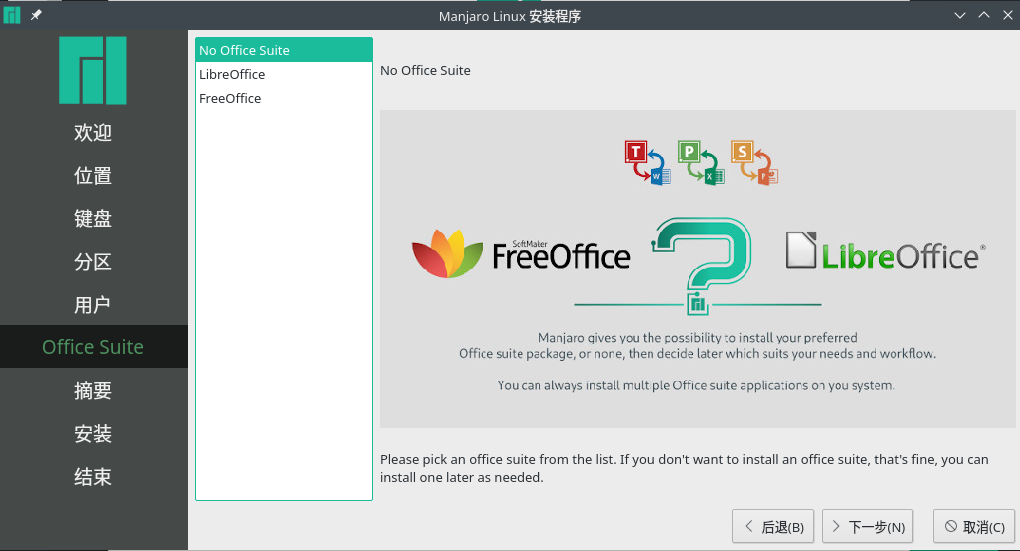 Manjaro Linux 安装程序
欢迎
位置
键盘
分区
用户
Office Suite
摘要
安装
结束
No Office Suite
LibreOffice
FreeOffice
No Office Suite
T
P
S
W
X
P
SoftMaker
FreeOffice
LibreOffice®
Manjaro gives you the possibility to install your preferred
Office suite package, or none, then decide later which suits your needs and workflow.
You can always install multiple Office suite applications on you system.
Please pick an office suite from the list. If you don't want to install an office suite, that's fine, you can
install one later as needed.
后退(B)
下一步(N)
取消(C)